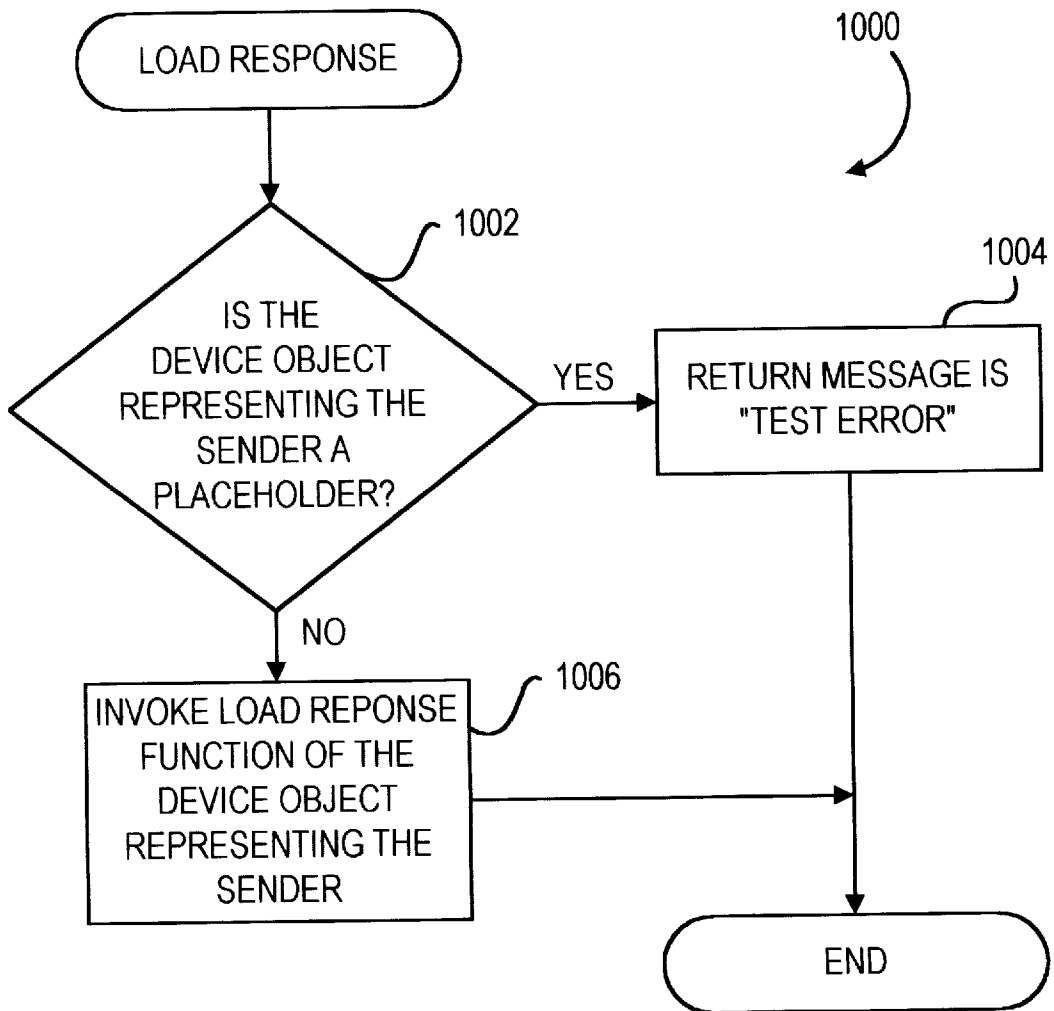 LOAD RESPONSE
1000
1002
IS THE
DEVICE OBJECT
REPRESENTING THE
SENDER A
PLACEHOLDER?
YES
1004
RETURN MESSAGE IS
"TEST ERROR"
NO
1006
INVOKE LOAD REPONSE
FUNCTION OF THE
DEVICE OBJECT
REPRESENTING THE
SENDER
END